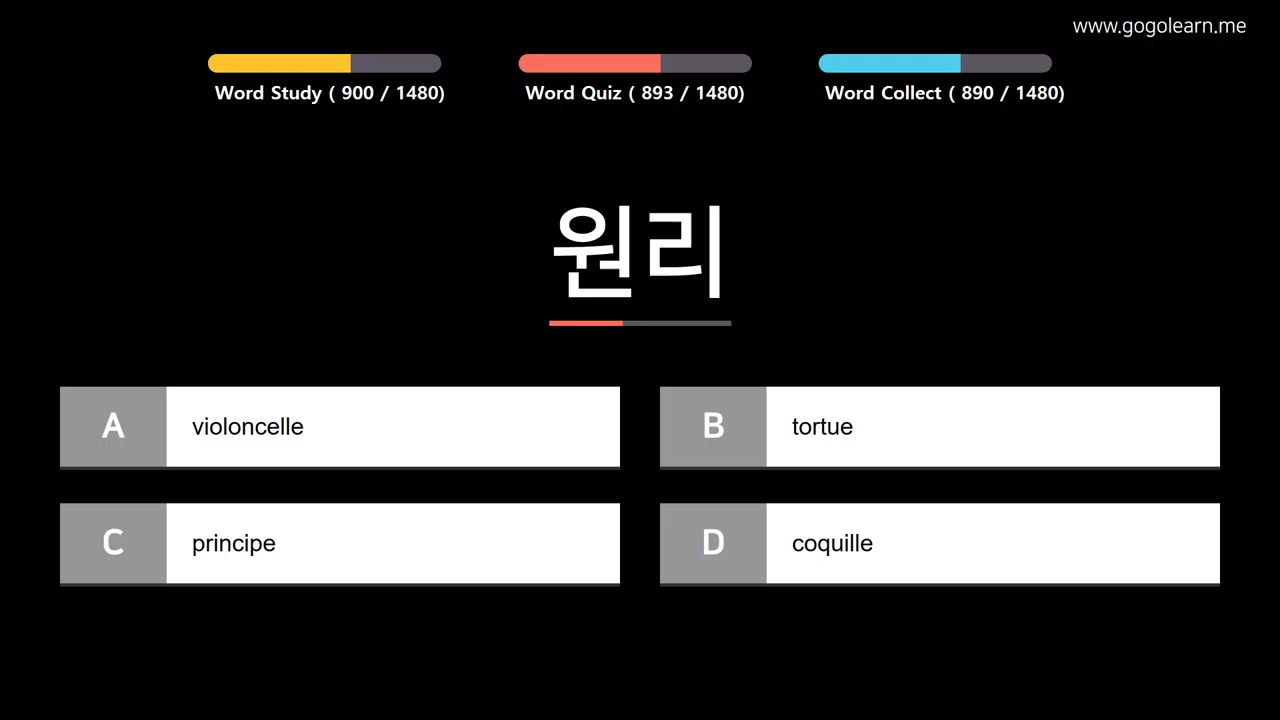 www.gogolearn.me
Word Study ( 900 / 1480)
Word Quiz ( 893 / 1480)
Word Collect ( 890 / 1480)
원리
A violoncelle
B tortue
C principe
D coquille